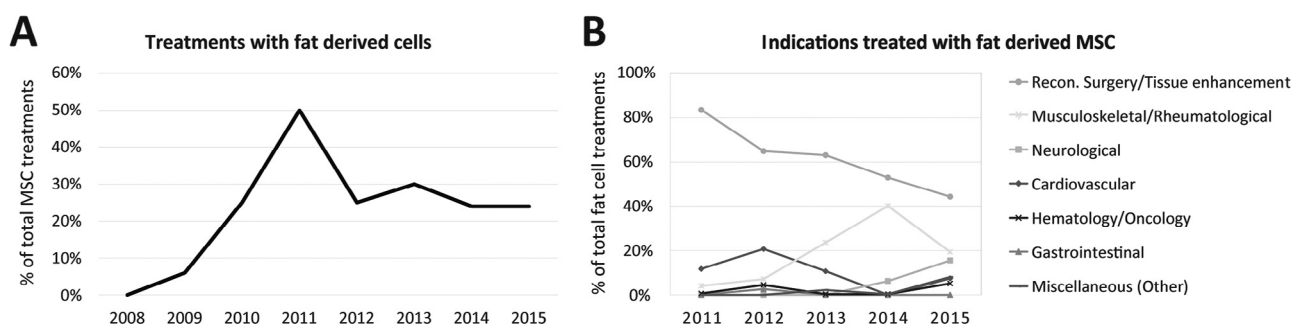 A
Treatments with fat derived cells
% of total MSC treatments
60%
50%
40%
30%
20%
10%
0%
2008 2009 2010 2011 2012 2013 2014 2015
B
Indications treated with fat derived MSC
% of total fat cell treatments
100%
80%
60%
40%
20%
0%
2011 2012 2013 2014 2015
Recon. Surgery/Tissue enhancement
Musculoskeletal/Rheumatological
Neurological
Cardiovascular
Hematology/Oncology
Gastrointestinal
Miscellaneous (Other)